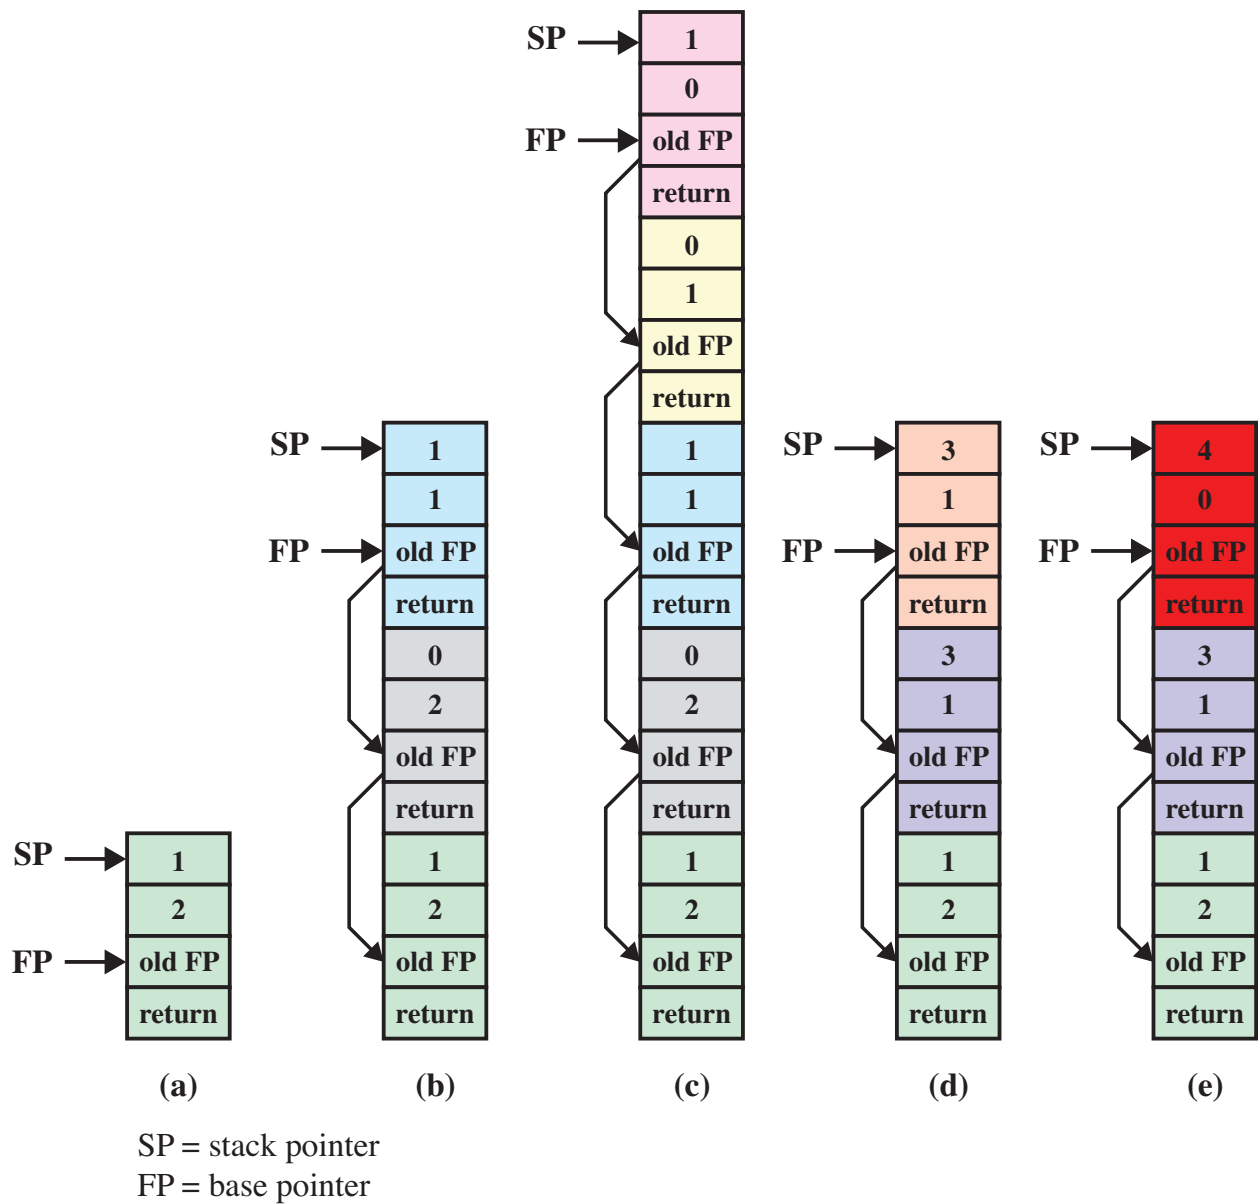 SP
1
0
FP
old FP
return
0
1
old FP
return
1
1
old FP
return
0
2
old FP
return
1
2
old FP
return
SP
1
1
FP
old FP
return
0
2
old FP
return
1
2
old FP
return
SP
3
1
FP
old FP
return
3
1
old FP
return
1
2
old FP
return
SP
4
0
FP
old FP
return
3
1
old FP
return
1
2
old FP
return
SP
1
2
FP
old FP
return
(a) (b) (c) (d) (e)
SP = stack pointer
FP = base pointer